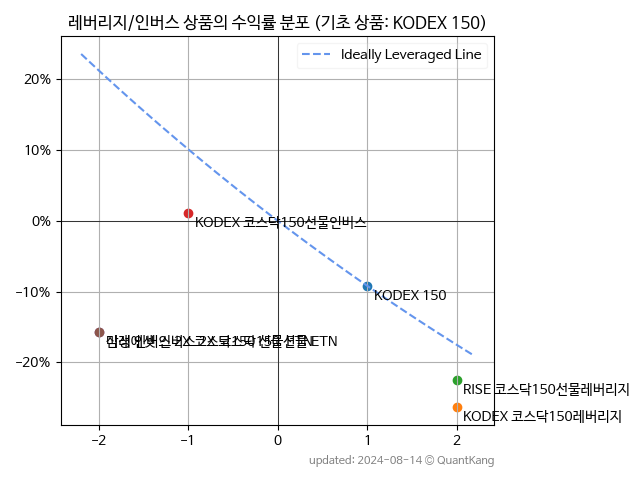 레버리지/인버스 상품의 수익률 분포 (기초 상품: KODEX 150)
Ideally Leveraged Line
20%
10%
0%
−10%
−20%
KODEX 코스닥150선물인버스
KODEX 150
RISE 코스닥150선물레버리지
KODEX 코스닥150레버리지
−2
−1
0
1
2
updated: 2024-08-14 © QuantKang